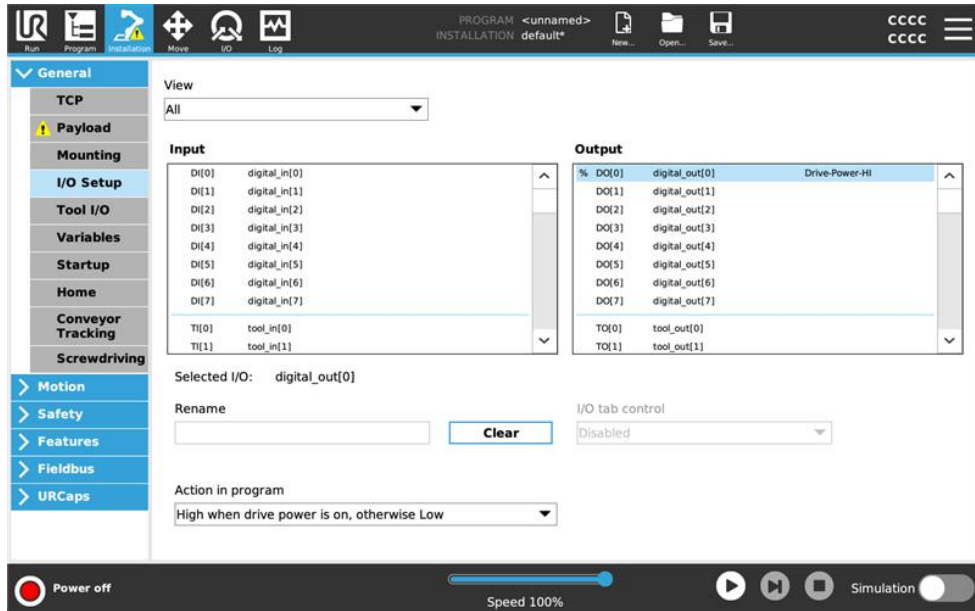 PROGRAM <unnamed>
INSTALLATION default*
CCCC
CCCC
Run Program Installation Move I/O Log New... Open... Save...
General
TCP
Payload
Mounting
I/O Setup
Tool I/O
Variables
Startup
Home
Conveyor
Tracking
Screwdriving
Motion
Safety
Features
Fieldbus
URCaps
View
All
Input
DI[0] digital_in[0]
DI[1] digital_in[1]
DI[2] digital_in[2]
DI[3] digital_in[3]
DI[4] digital_in[4]
DI[5] digital_in[5]
DI[6] digital_in[6]
DI[7] digital_in[7]
TI[0] tool_in[0]
TI[1] tool_in[1]
Output
% DO[0] digital_out[0] Drive-Power-HI
DO[1] digital_out[1]
DO[2] digital_out[2]
DO[3] digital_out[3]
DO[4] digital_out[4]
DO[5] digital_out[5]
DO[6] digital_out[6]
DO[7] digital_out[7]
TO[0] tool_out[0]
TO[1] tool_out[1]
Selected I/O: digital_out[0]
Rename
Clear
I/O tab control
Disabled
Action in program
High when drive power is on, otherwise Low
Power off
Speed 100%
Simulation